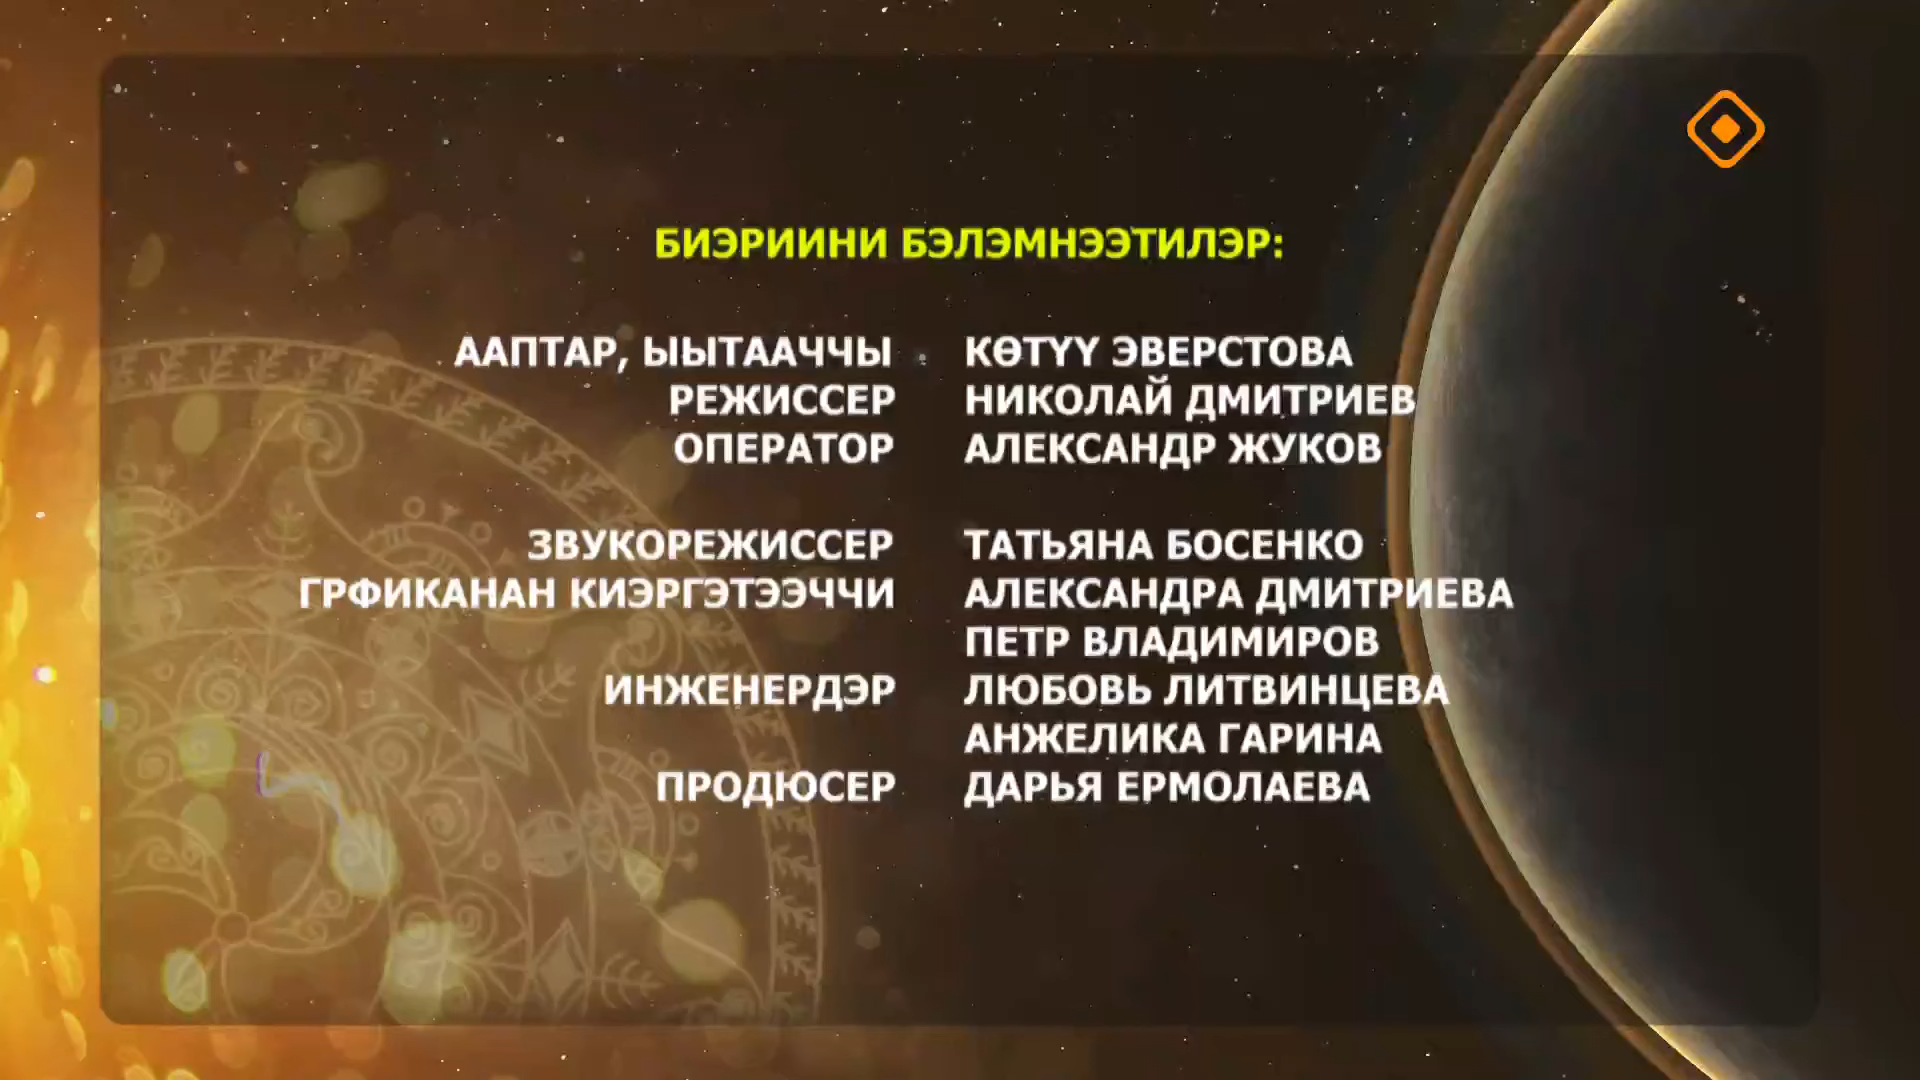 БИЭРИИНИ БЭЛЭМНЭЭТИЛЭР:
ААПТАР, ЫЫТААЧЧЫ КӨТҮҮ ЭВЕРСТОВА
РЕЖИССЕР НИКОЛАЙ ДМИТРИЕВ
ОПЕРАТОР АЛЕКСАНДР ЖУКОВ
ЗВУКОРЕЖИССЕР ТАТЬЯНА БОСЕНКО
ГРФИКАНАН КИЭРГЭТЭЭЧЧИ АЛЕКСАНДРА ДМИТРИЕВА
ПЕТР ВЛАДИМИРОВ
ИНЖЕНЕРДЭР ЛЮБОВЬ ЛИТВИНЦЕВА
АНЖЕЛИКА ГАРИНА
ПРОДЮСЕР ДАРЬЯ ЕРМОЛАЕВА